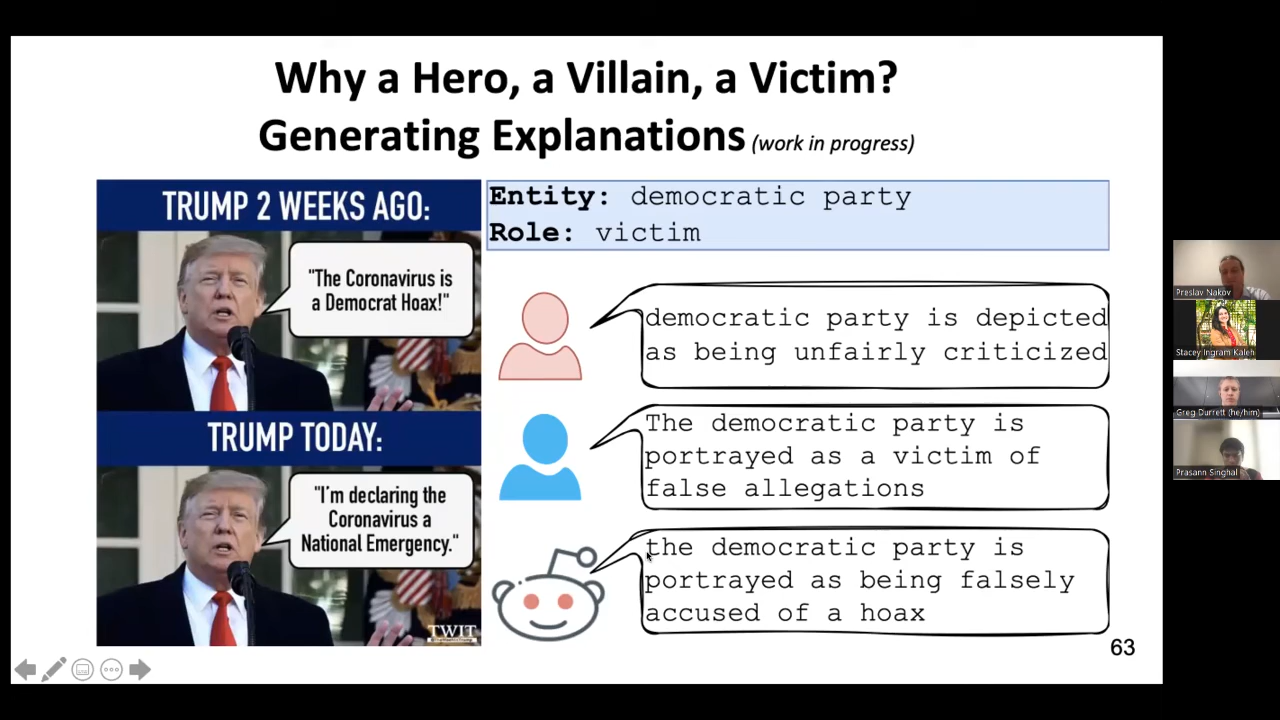 Why a Hero, a Villain, a Victim?
Generating Explanations (work in progress)
TRUMP 2 WEEKS AGO:
"The Coronavirus is
a Democrat Hoax!"
TRUMP TODAY:
"I'm declaring the
Coronavirus a
National Emergency."
TWIT
Entity: democratic party
Role: victim
democratic party is depicted
as being unfairly criticized
The democratic party is
portrayed as a victim of
false allegations
the democratic party is
portrayed as being falsely
accused of a hoax
63
Preslav Nakov
Stacey Ingram Kaleh
Greg Durrett (he/him)
Prasann Singhal